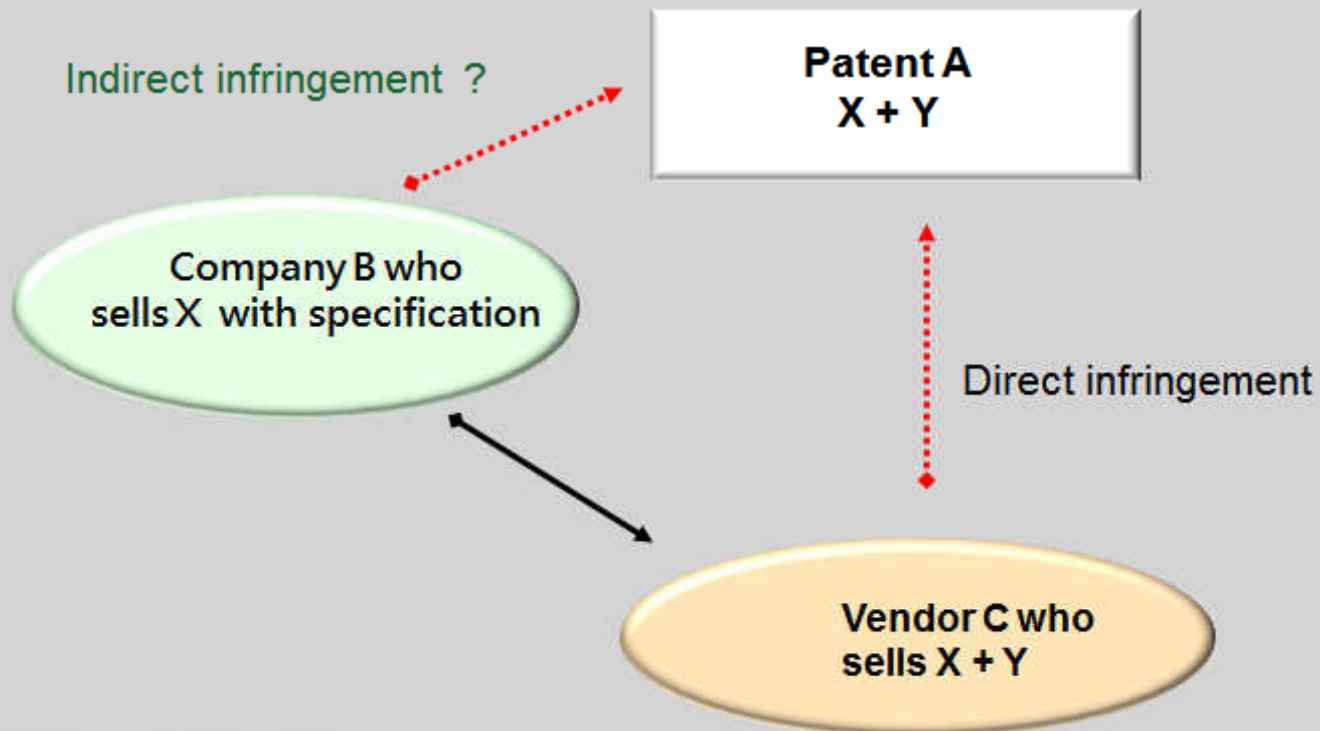 Indirect infringement ?
Patent A
X + Y
Company B who
sells X with specification
Direct infringement
Vendor C who
sells X + Y